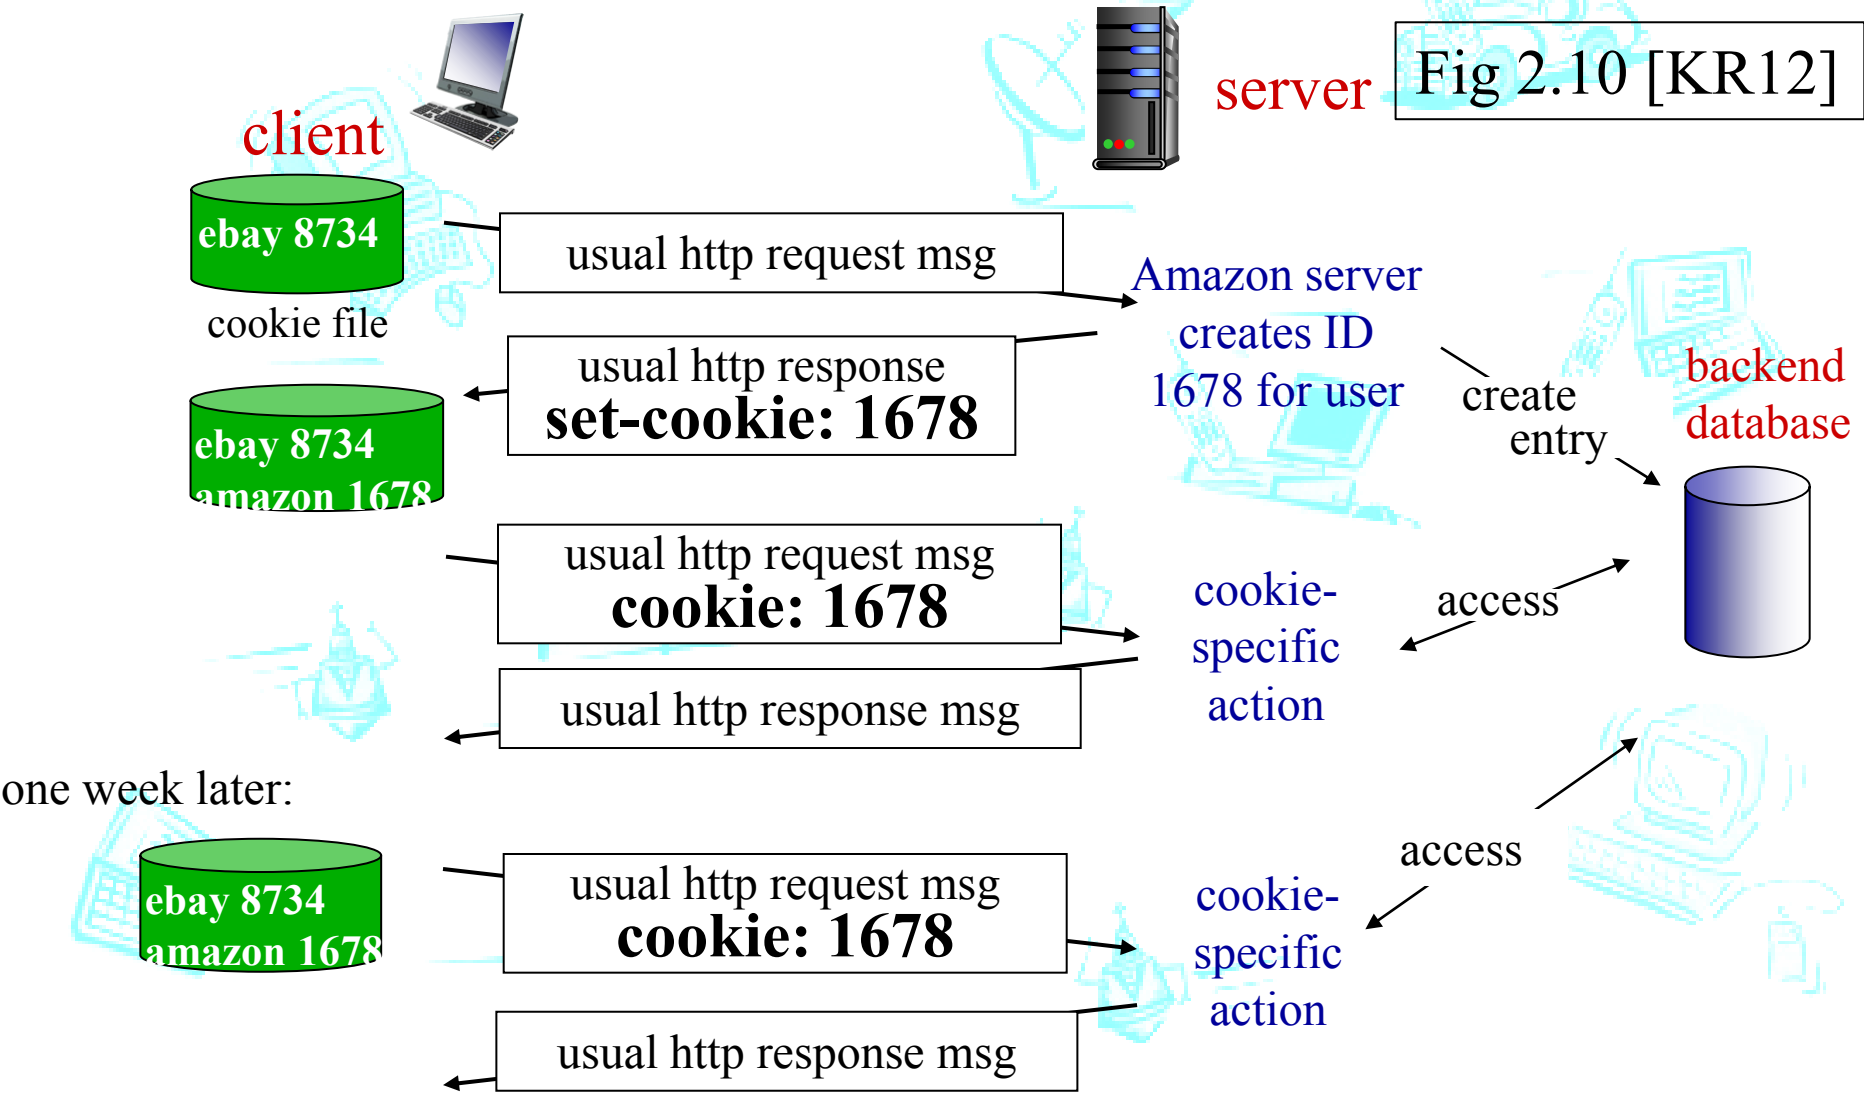 client
server
Fig 2.10 [KR12]
ebay 8734
cookie file
usual http request msg
Amazon server
creates ID
1678 for user
usual http response
set-cookie: 1678
create
entry
backend
database
ebay 8734
amazon 1678
usual http request msg
cookie: 1678
cookie-
specific
action
access
usual http response msg
one week later:
ebay 8734
amazon 1678
usual http request msg
cookie: 1678
cookie-
specific
action
access
usual http response msg